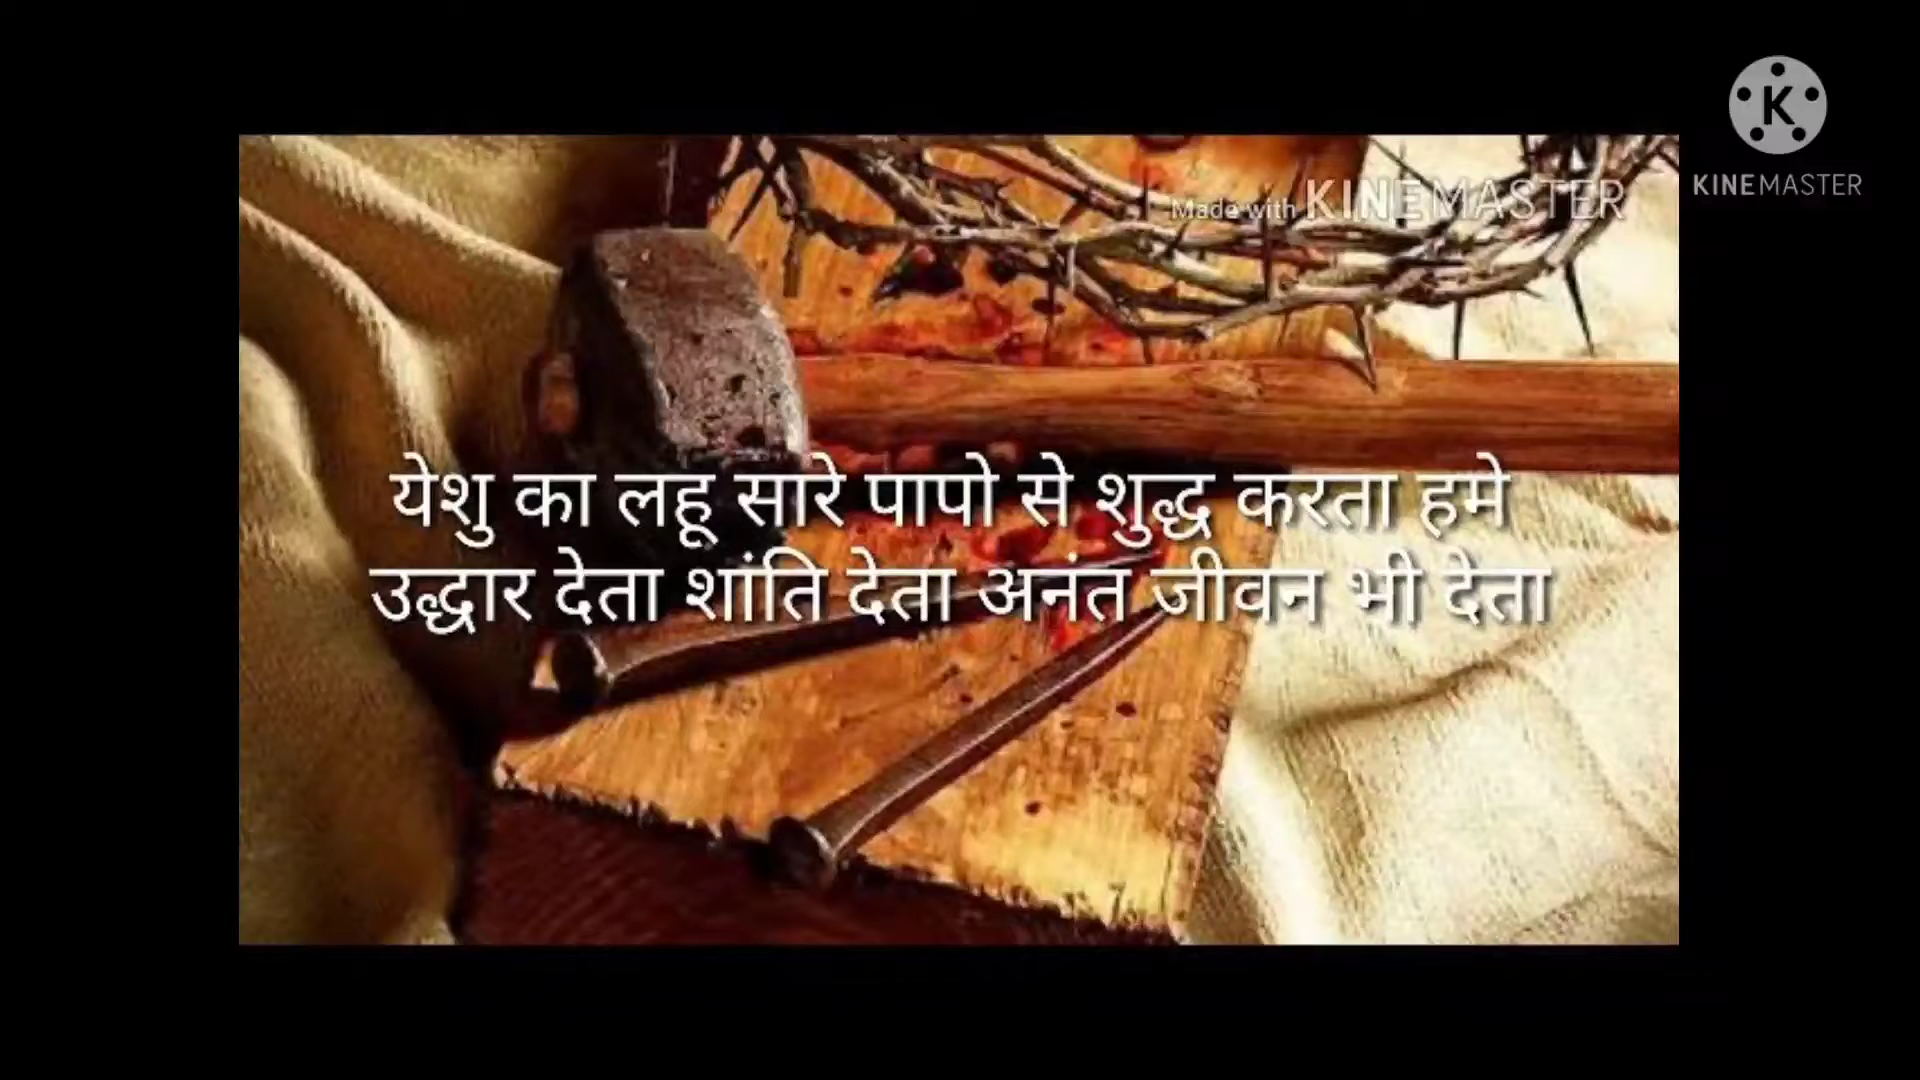 KINEMASTER
Made with KINEMASTER
येशु का लहू सारे पापो से शुद्ध करता हमे
उद्धार देता शांति देता अनंत जीवन भी देता